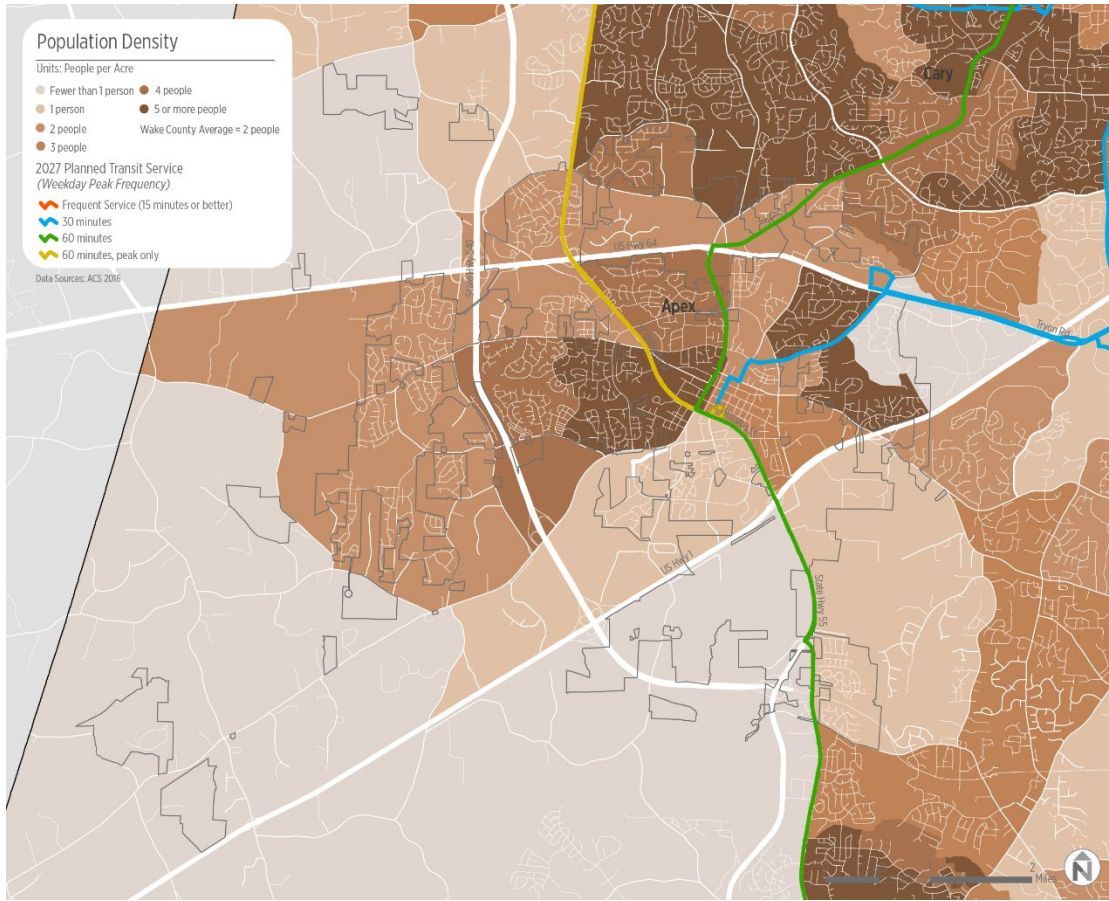 Population Density
Units: People per Acre
Fewer than 1 person
1 person
2 people
3 people
4 people
5 or more people
Wake County Average = 2 people
2027 Planned Transit Service
(Weekday Peak Frequency)
Frequent Service (15 minutes or better)
30 minutes
60 minutes
60 minutes, peak only
Data Sources: ACS 2016
Cary
US Hwy 64
State Hwy 540
Apex
Tryon Rd
US Hwy 1
State Hwy 55
2
Miles
N